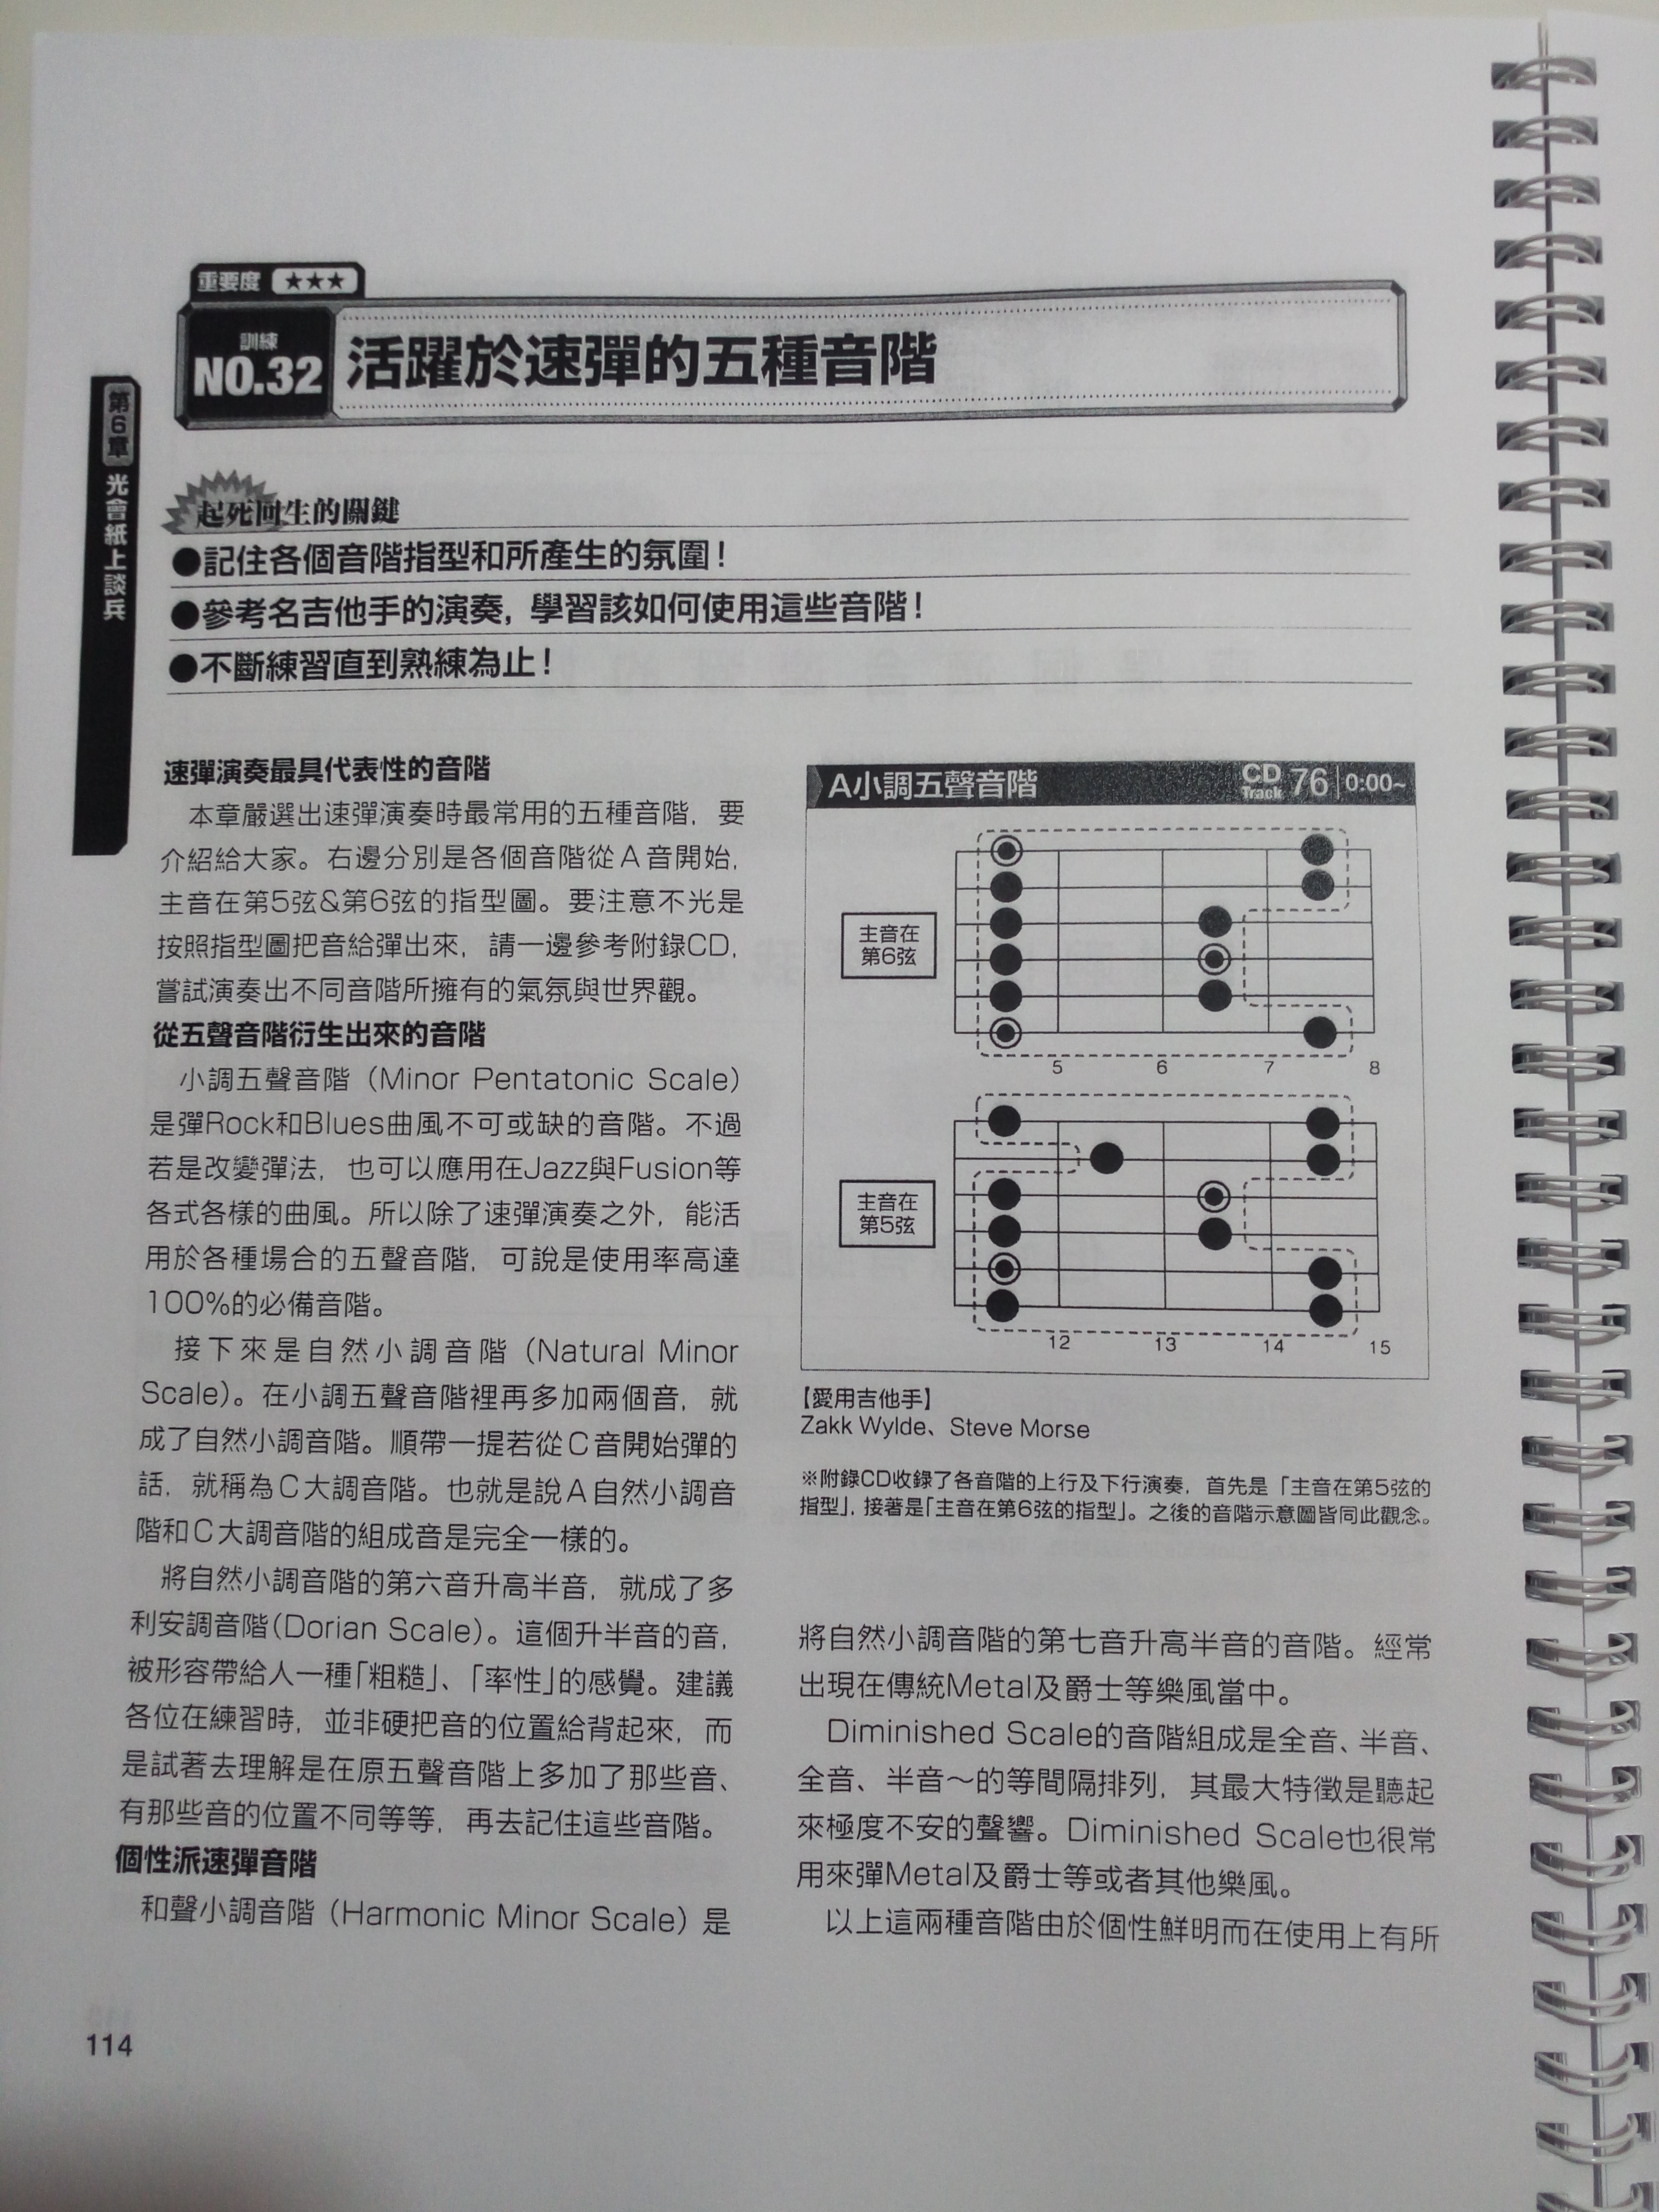 重要度 ★★★
訓練
NO.32
活躍於速彈的五種音階
第6章 光會紙上談兵
起死回生的關鍵
●記住各個音階指型和所產生的氛圍！
●參考名吉他手的演奏，學習該如何使用這些音階！
●不斷練習直到熟練為止！
速彈演奏最具代表性的音階
本章嚴選出速彈演奏時最常用的五種音階，要
介紹給大家。右邊分別是各個音階從A音開始，
主音在第5弦&第6弦的指型圖。要注意不光是
按照指型圖把音給彈出來，請一邊參考附錄CD，
嘗試演奏出不同音階所擁有的氣氛與世界觀。
從五聲音階衍生出來的音階
小調五聲音階（Minor Pentatonic Scale）
是彈Rock和Blues曲風不可或缺的音階。不過
若是改變彈法，也可以應用在Jazz與Fusion等
各式各樣的曲風。所以除了速彈演奏之外，能活
用於各種場合的五聲音階，可說是使用率高達
100%的必備音階。
接下來是自然小調音階（Natural Minor
Scale）。在小調五聲音階裡再多加兩個音，就
成了自然小調音階。順帶一提若從C音開始彈的
話，就稱為C大調音階。也就是說A自然小調音
階和C大調音階的組成音是完全一樣的。
將自然小調音階的第六音升高半音，就成了多
利安調音階(Dorian Scale)。這個升半音的音，
被形容帶給人一種「粗糙」、「率性」的感覺。建議
各位在練習時，並非硬把音的位置給背起來，而
是試著去理解是在原五聲音階上多加了那些音、
有那些音的位置不同等等，再去記住這些音階。
個性派速彈音階
和聲小調音階（Harmonic Minor Scale）是
A小調五聲音階
CD Track 76 0:00~
主音在
第6弦
5 6 7 8
主音在
第5弦
12 13 14 15
【愛用吉他手】
Zakk Wylde、Steve Morse
※附錄CD收錄了各音階的上行及下行演奏，首先是「主音在第5弦的
指型」，接著是「主音在第6弦的指型」。之後的音階示意圖皆同此觀念。
將自然小調音階的第七音升高半音的音階。經常
出現在傳統Metal及爵士等樂風當中。
Diminished Scale的音階組成是全音、半音、
全音、半音～的等間隔排列，其最大特徵是聽起
來極度不安的聲響。Diminished Scale也很常
用來彈Metal及爵士等或者其他樂風。
以上這兩種音階由於個性鮮明而在使用上有所
114